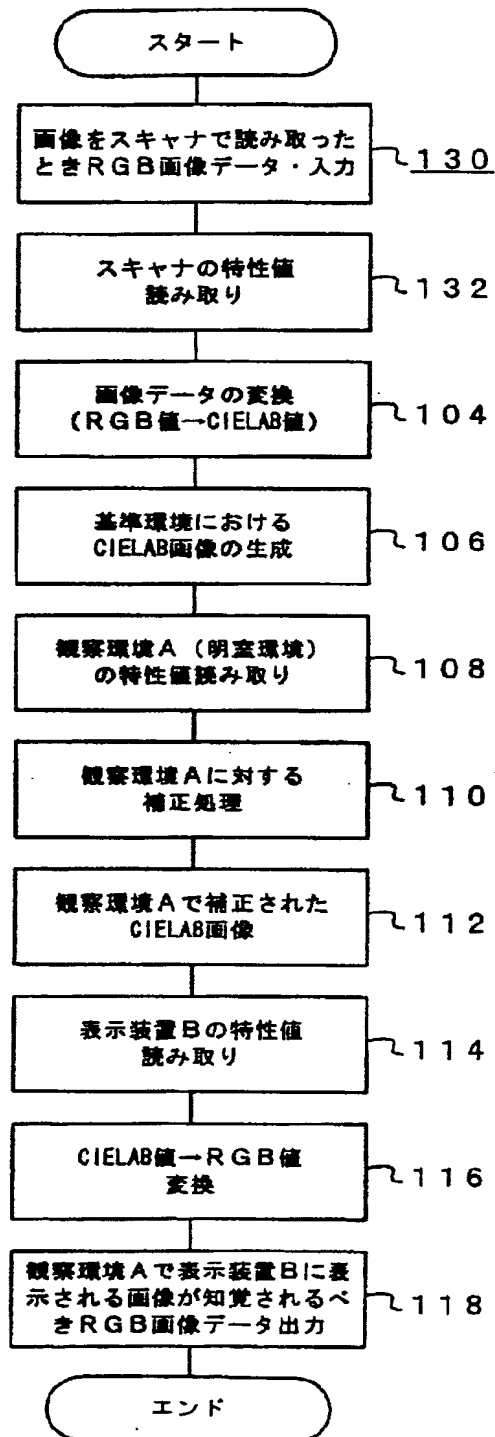 スタート
画像をスキャナで読み取った
ときRGB画像データ・入力
130
スキャナの特性値
読み取り
132
画像データの変換
(RGB値→CIELAB値)
104
基準環境における
CIELAB画像の生成
106
観察環境A(明室環境)
の特性値読み取り
108
観察環境Aに対する
補正処理
110
観察環境Aで補正された
CIELAB画像
112
表示装置Bの特性値
読み取り
114
CIELAB値→RGB値
変換
116
観察環境Aで表示装置Bに表
示される画像が知覚されるべ
きRGB画像データ出力
118
エンド